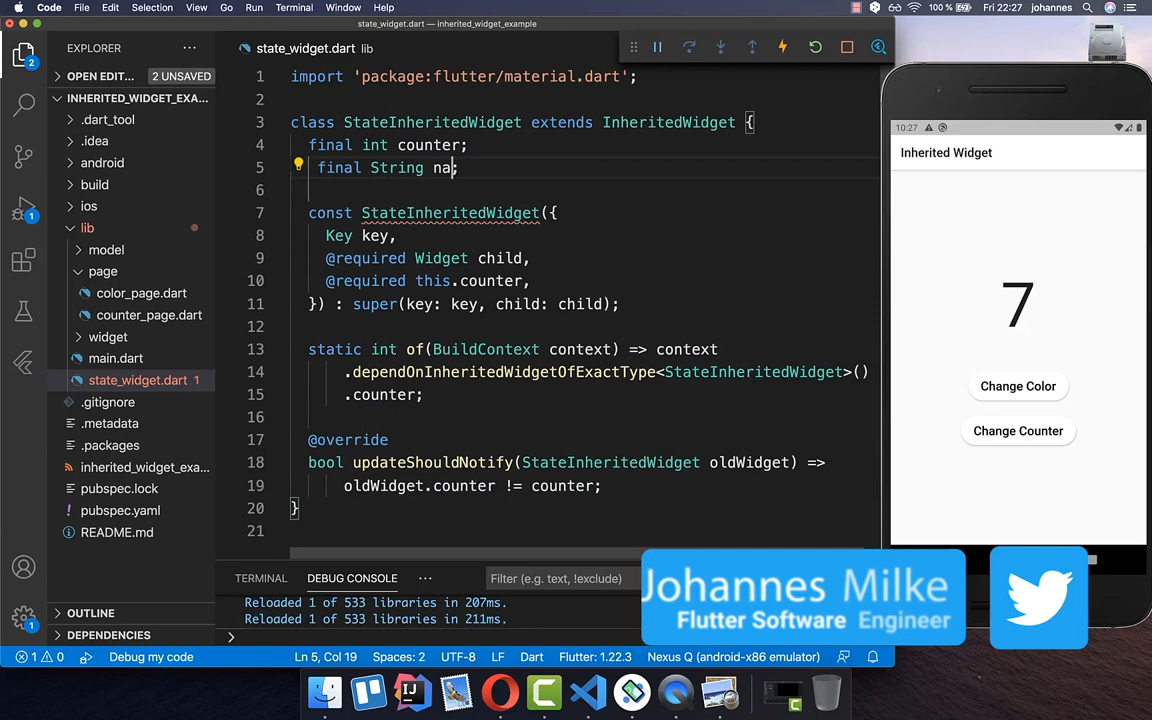 Code File Edit Selection View Go Run Terminal Window Help 100 % Fri 22:27 johannes
state_widget.dart — inherited_widget_example
EXPLORER
OPEN EDIT... 2 UNSAVED
INHERITED_WIDGET_EXA...
.dart_tool
.idea
android
build
ios
lib
model
page
color_page.dart
counter_page.dart
widget
main.dart
state_widget.dart 1
.gitignore
.metadata
.packages
inherited_widget_exa...
pubspec.lock
pubspec.yaml
README.md
OUTLINE
DEPENDENCIES
2
1
1
state_widget.dart lib
1 import 'package:flutter/material.dart';
2
3 class StateInheritedWidget extends InheritedWidget {
4 final int counter;
5 final String na;
6
7 const StateInheritedWidget({
8 Key key,
9 @required Widget child,
10 @required this.counter,
11 }) : super(key: key, child: child);
12
13 static int of(BuildContext context) => context
14 .dependOnInheritedWidgetOfExactType<StateInheritedWidget>()
15 .counter;
16
17 @override
18 bool updateShouldNotify(StateInheritedWidget oldWidget) =>
19 oldWidget.counter != counter;
20 }
21
TERMINAL DEBUG CONSOLE ··· Filter (e.g. text, !exclude)
Reloaded 1 of 533 libraries in 207ms.
Reloaded 1 of 533 libraries in 211ms.
1 0 Debug my code Ln 5, Col 19 Spaces: 2 UTF-8 LF Dart Flutter: 1.22.3 Nexus Q (android-x86 emulator)
10:27
Inherited Widget
7
Change Color
Change Counter
Johannes Milke
Flutter Software Engineer